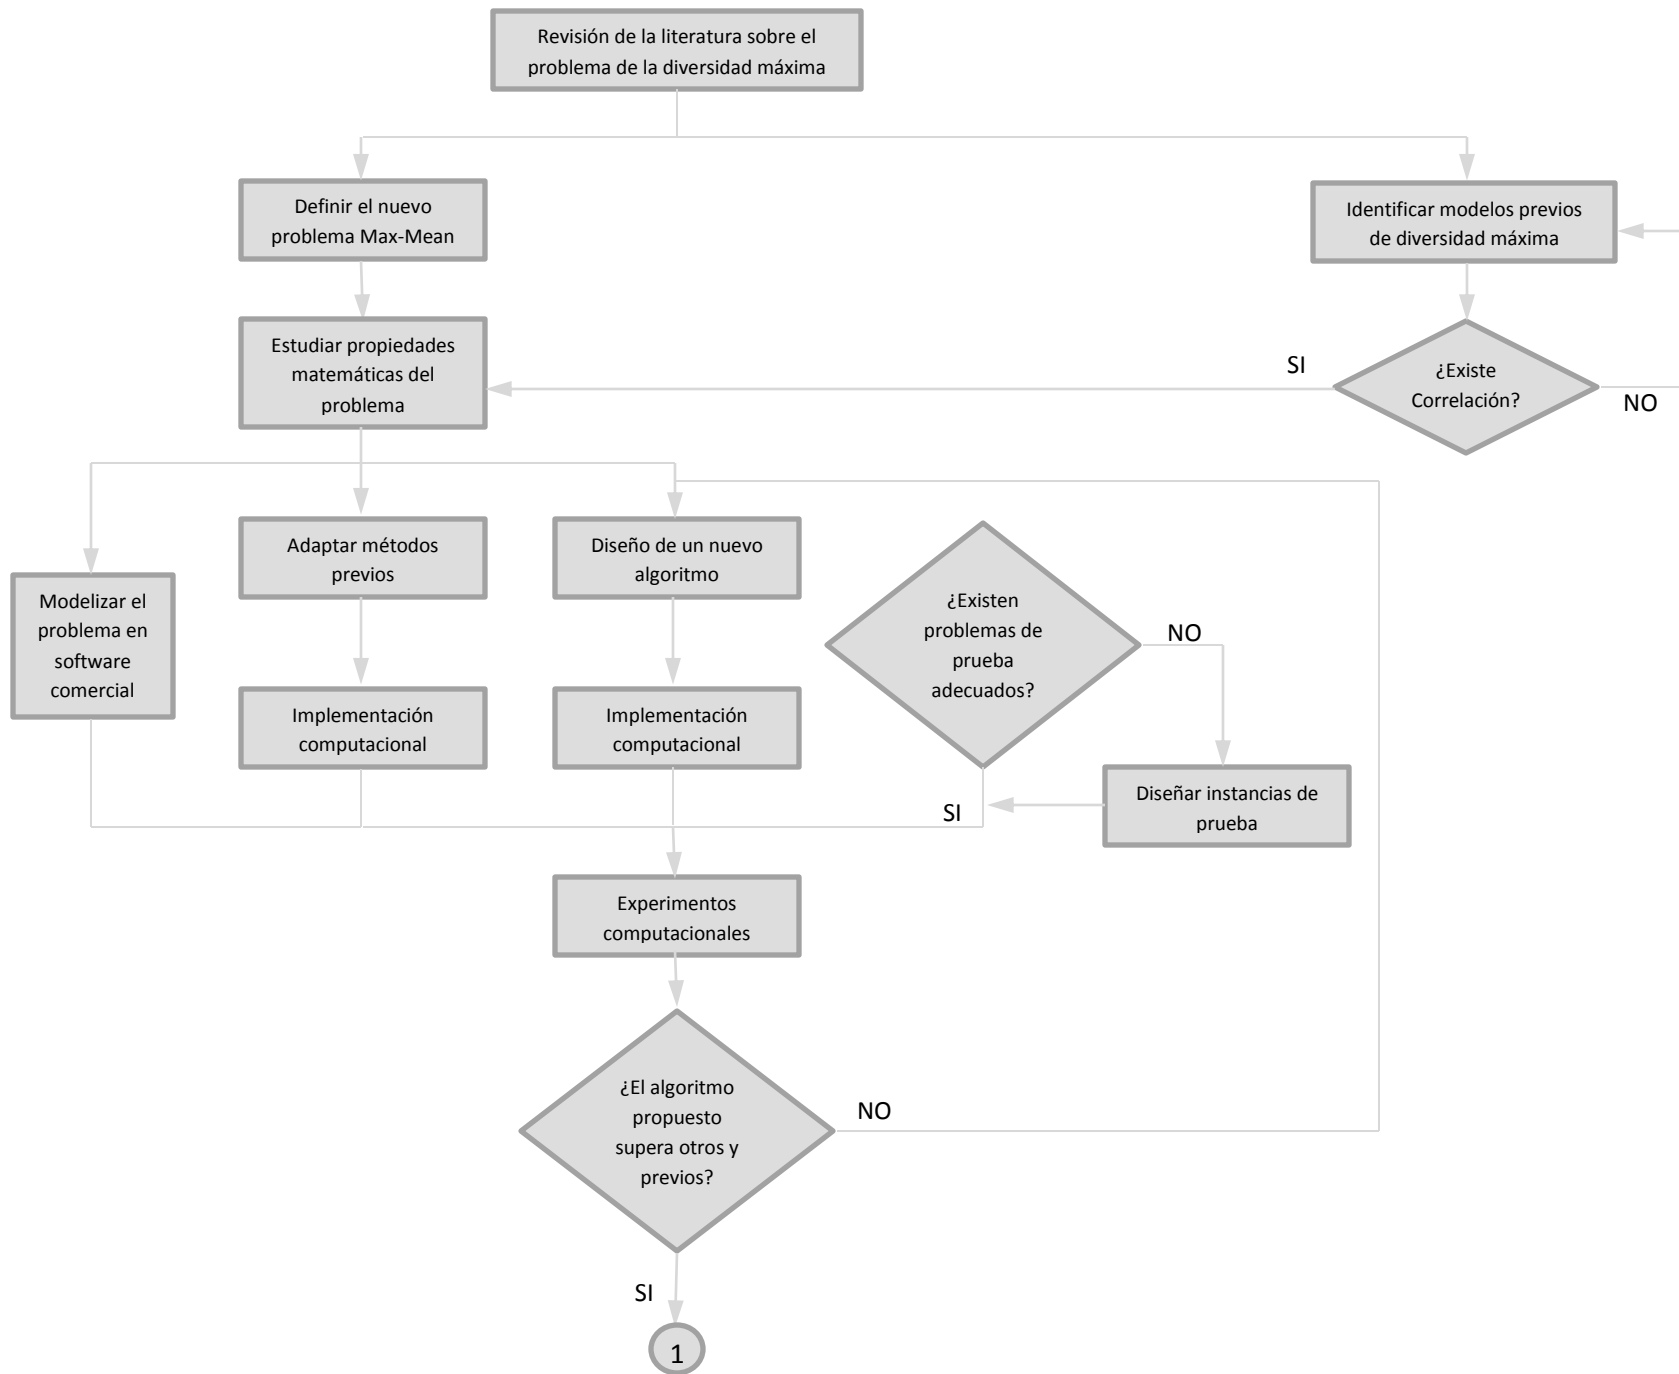 Revisión de la literatura sobre el
problema de la diversidad máxima
Definir el nuevo
problema Max-Mean
Identificar modelos previos
de diversidad máxima
Estudiar propiedades
matemáticas del
problema
SI
¿Existe
Correlación?
NO
Modelizar el
problema en
software
comercial
Adaptar métodos
previos
Diseño de un nuevo
algoritmo
¿Existen
problemas de
prueba
adecuados?
NO
Implementación
computacional
Implementación
computacional
SI
Diseñar instancias de
prueba
Experimentos
computacionales
¿El algoritmo
propuesto
supera otros y
previos?
NO
SI
1